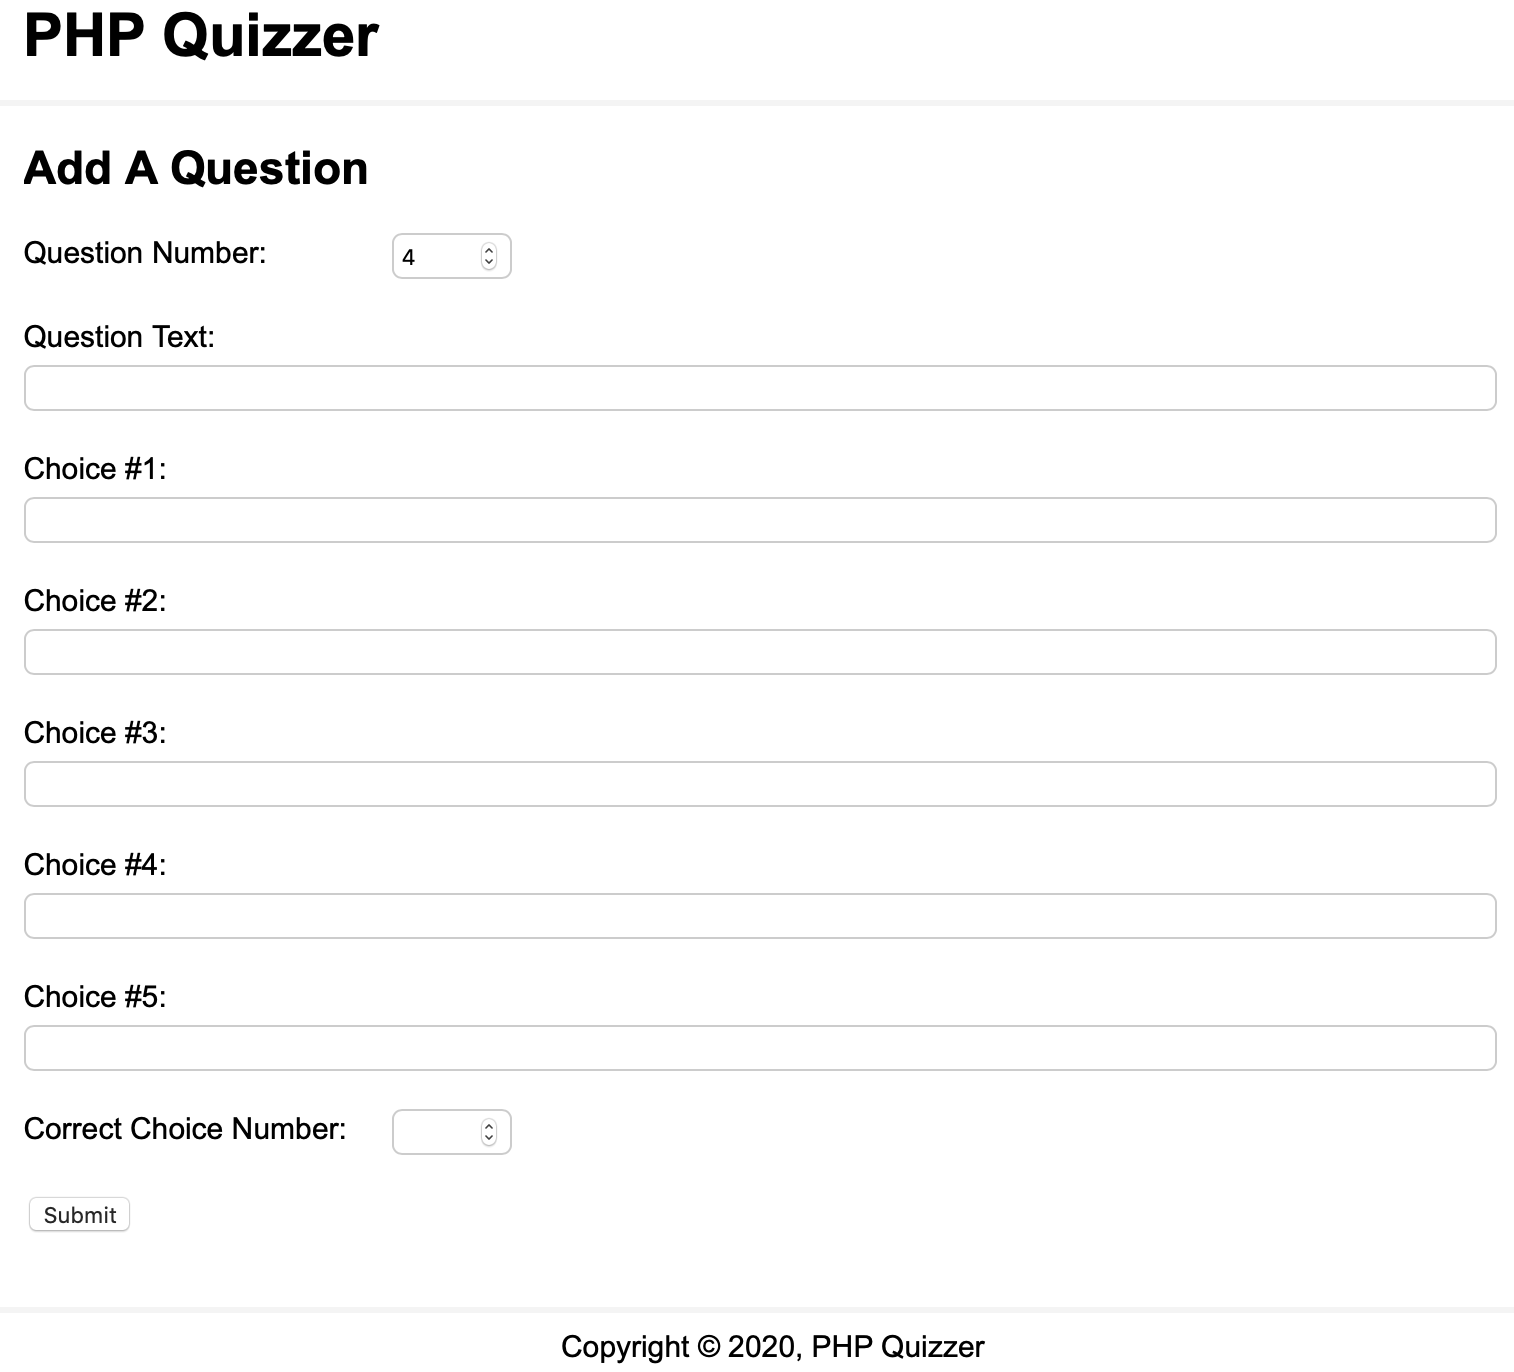 PHP Quizzer
Add A Question
Question Number: 4
Question Text:
Choice #1:
Choice #2:
Choice #3:
Choice #4:
Choice #5:
Correct Choice Number:
Submit
Copyright © 2020, PHP Quizzer